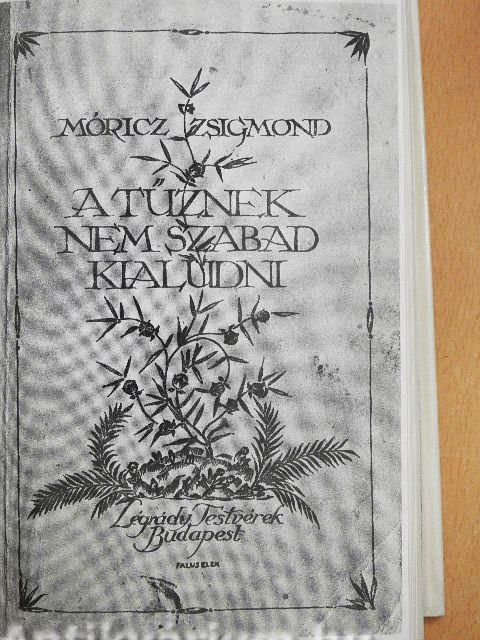 MÓRICZ ZSIGMOND
A TŰZNEK
NEM SZABAD
KIALUDNI
Légrády Testvérek
Budapest
FALUS ELEK